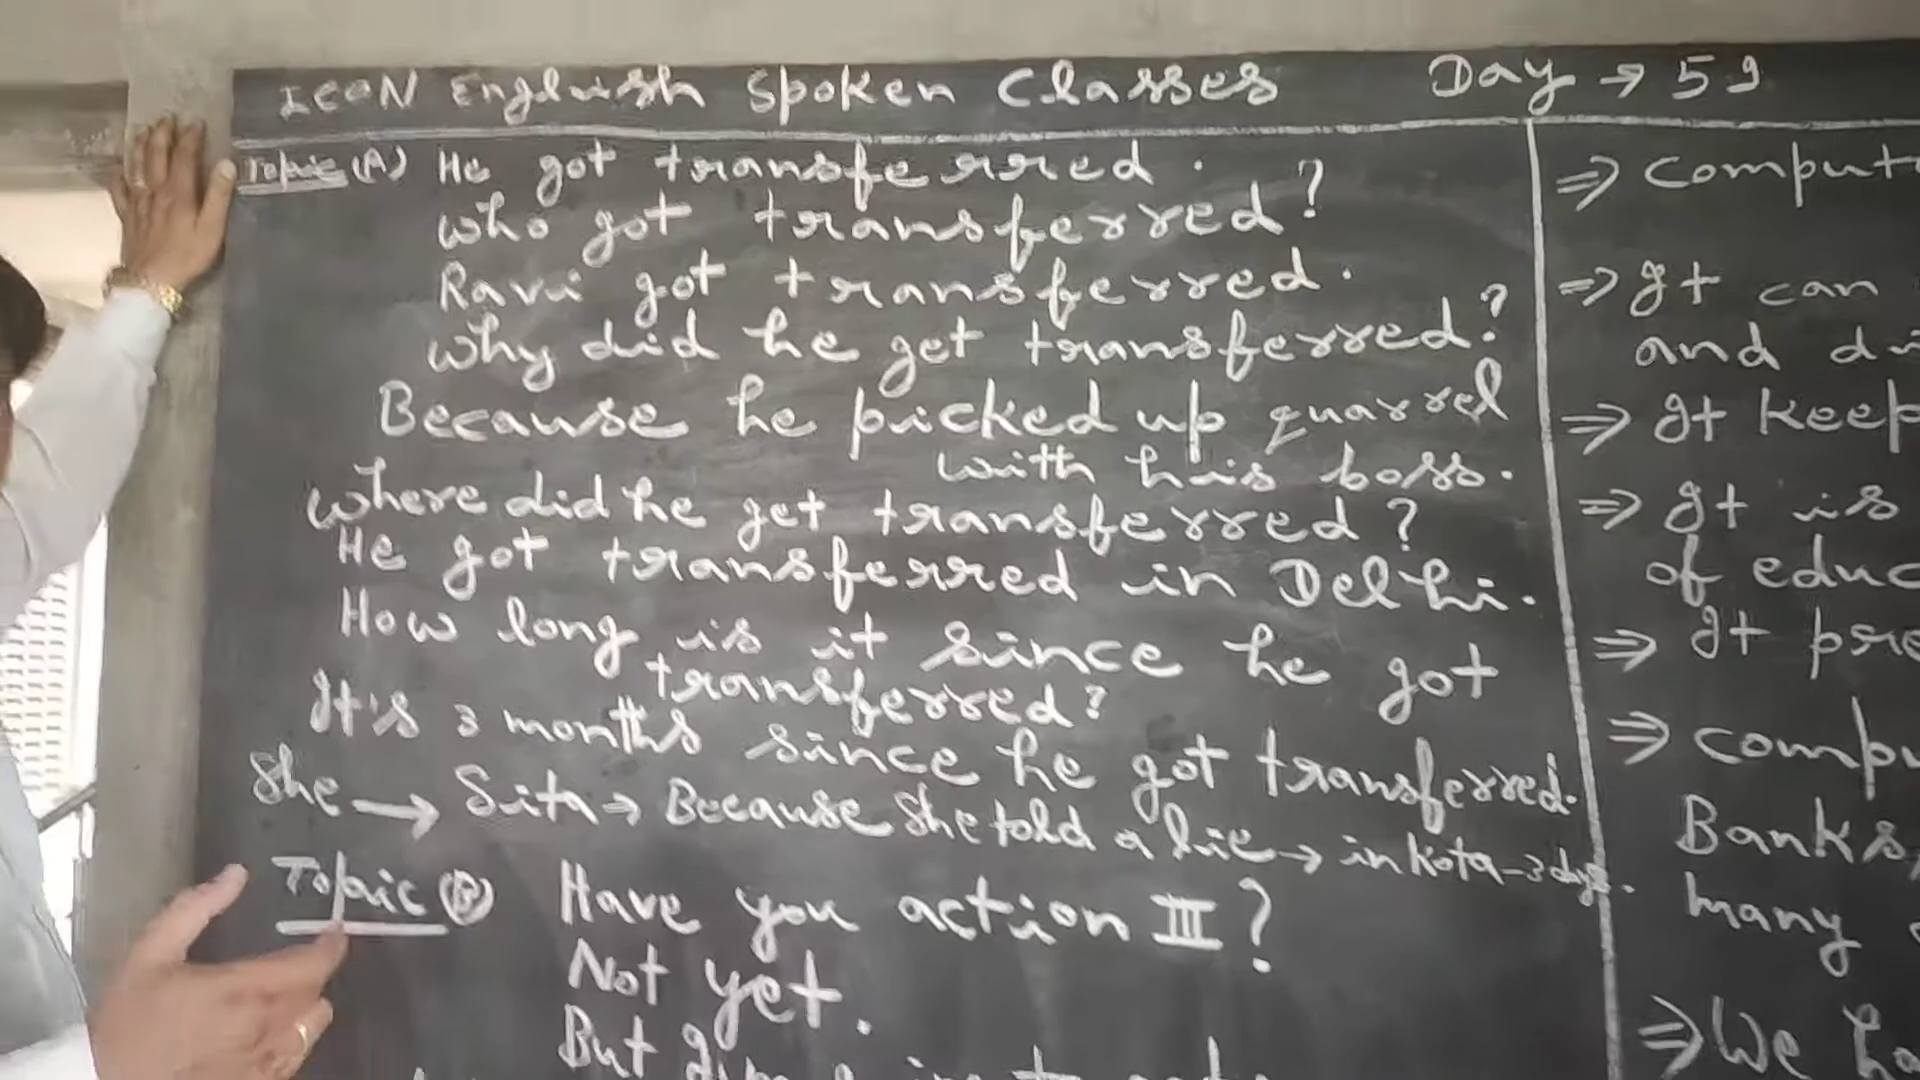 ICON English Spoken Classes Day → 59
Topic (A) He got transferred.
Who got transferred?
Ravi got transferred.
Why did he get transferred?
Because he picked up quarrel
with his boss.
Where did he get transferred?
He got transferred in Delhi.
How long is it since he got
transferred?
It's 3 months since he got transferred.
She → Sita → Because She told a lie → in Kota - 3 days.
Topic (B) Have you action III?
Not yet.
But
⇒ Comput
⇒ It can
and
⇒ It keep
⇒ It is
of educ
⇒ It pre
⇒ Compu
Banks,
many
⇒ We ha